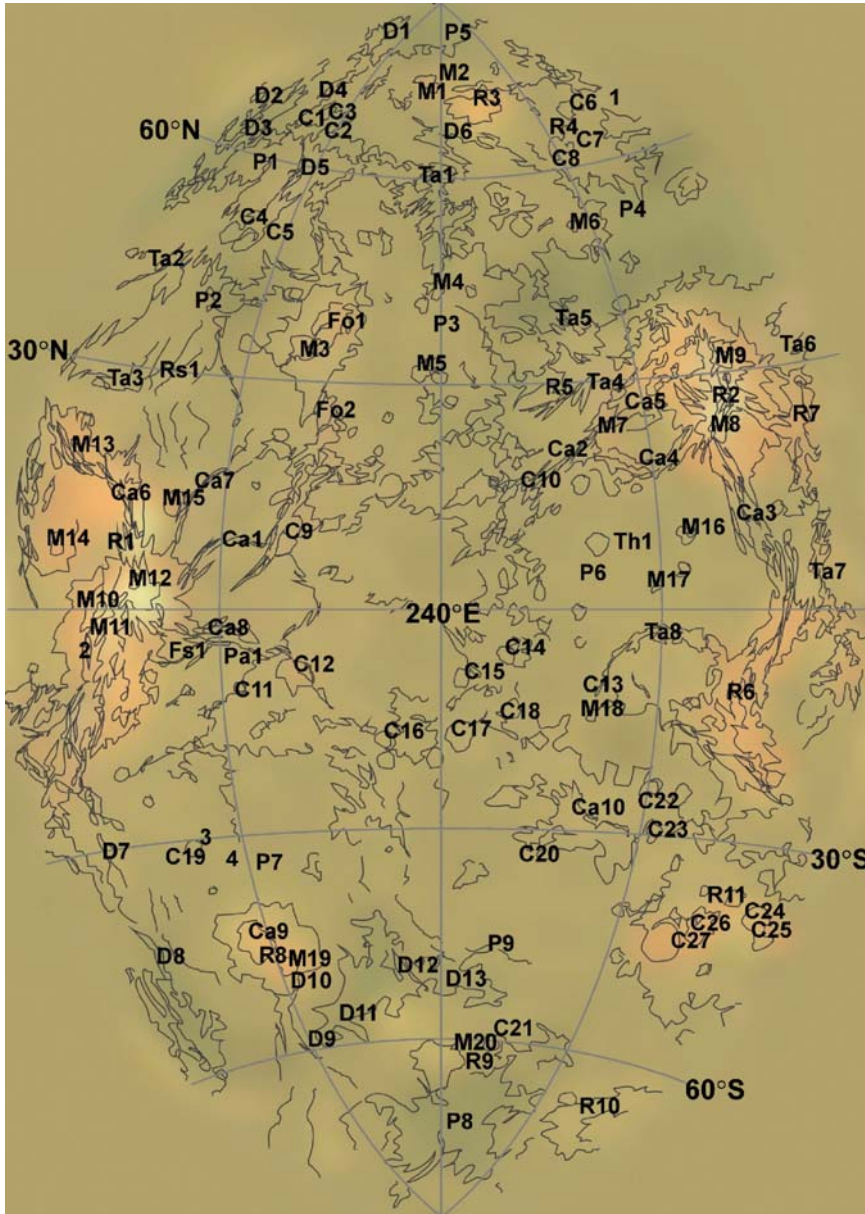 D1 P5
M2
D2 D4 M1 R3 C6 1
C1 C3
60°N D3 C2 D6 R4 C7
P1 D5 C8
Ta1
C4 P4
C5 M6
Ta2
M4
P2
Fo1 P3 Ta5
30°N M3 M9 Ta6
Ta3 Rs1 M5
R5 Ta4 R2
Fo2 Ca5 R7
M7 M8
M13 Ca2
Ca7 C10 Ca4
Ca6 M15
Ca3
M14 R1 Ca1 C9 Th1 M16
M12 P6 M17 Ta7
M10
240°E
M11 Ca8 Ta8
2 Fs1 Pa1 C14
C11 C12 C15 C13 R6
C18 M18
C16 C17
Ca10 C22
3 C23
D7 C19 4 P7 C20 30°S
R11
Ca9 C26 C24
C27 C25
D8 R8 M19 D12 P9
D10 D13
D11
D9 M20 C21
R9
60°S
P8 R10